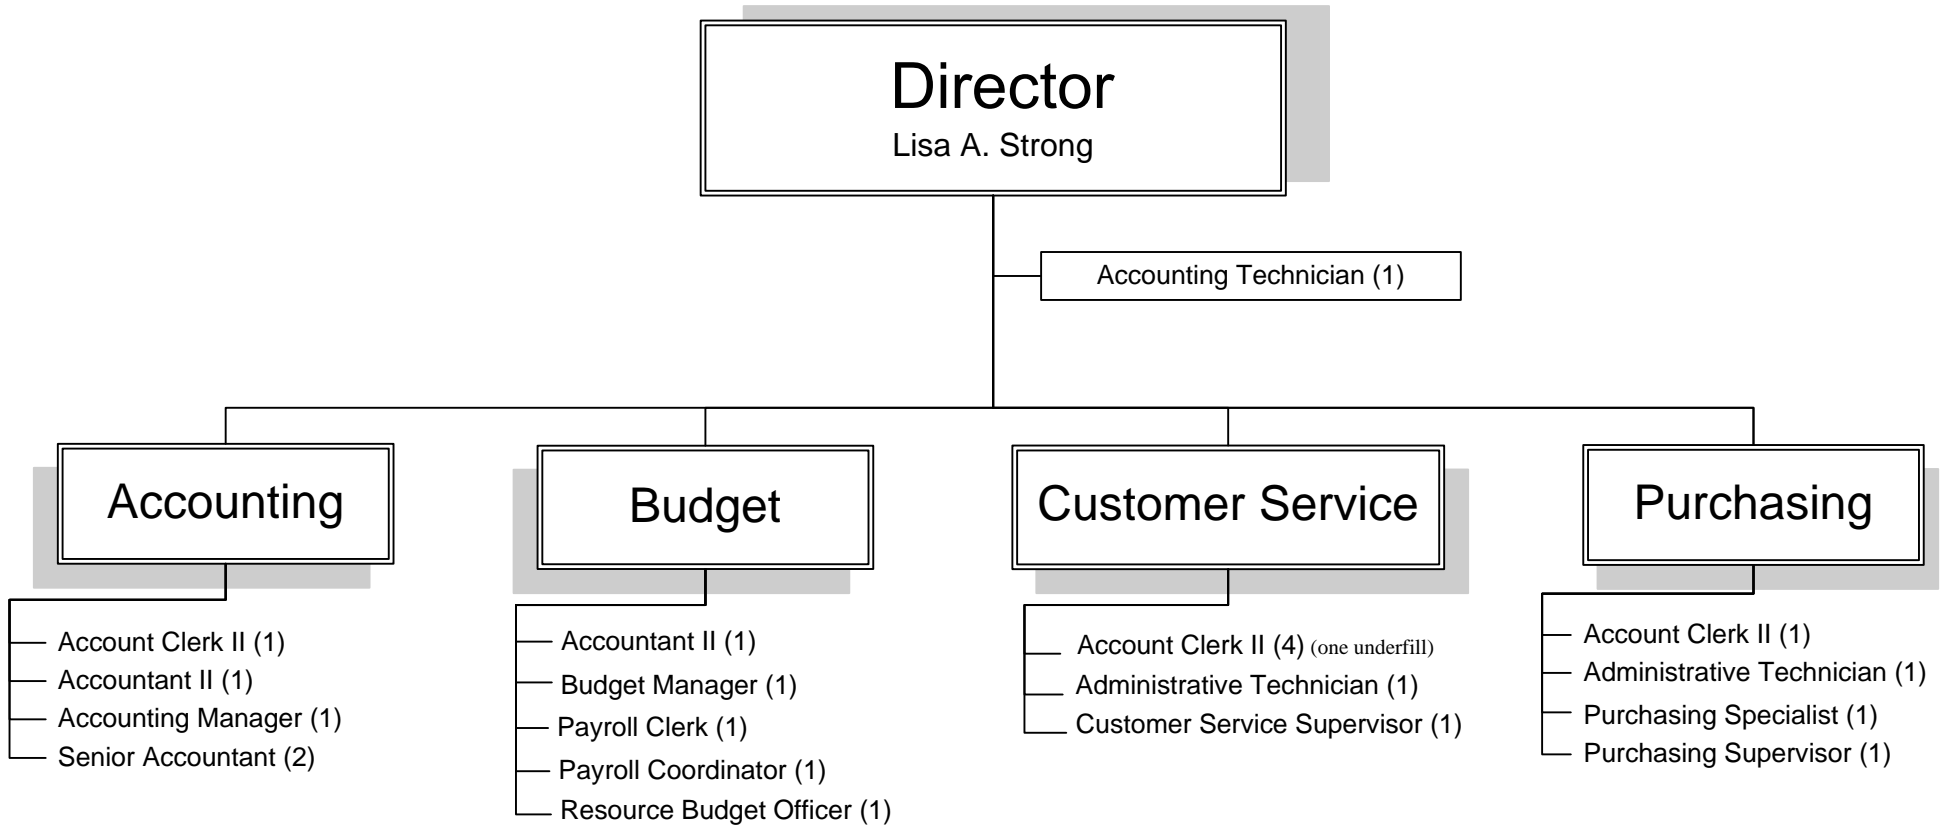 Director
Lisa A. Strong
Accounting Technician (1)
Accounting
Account Clerk II (1)
Accountant II (1)
Accounting Manager (1)
Senior Accountant (2)
Budget
Accountant II (1)
Budget Manager (1)
Payroll Clerk (1)
Payroll Coordinator (1)
Resource Budget Officer (1)
Customer Service
Account Clerk II (4) (one underfill)
Administrative Technician (1)
Customer Service Supervisor (1)
Purchasing
Account Clerk II (1)
Administrative Technician (1)
Purchasing Specialist (1)
Purchasing Supervisor (1)